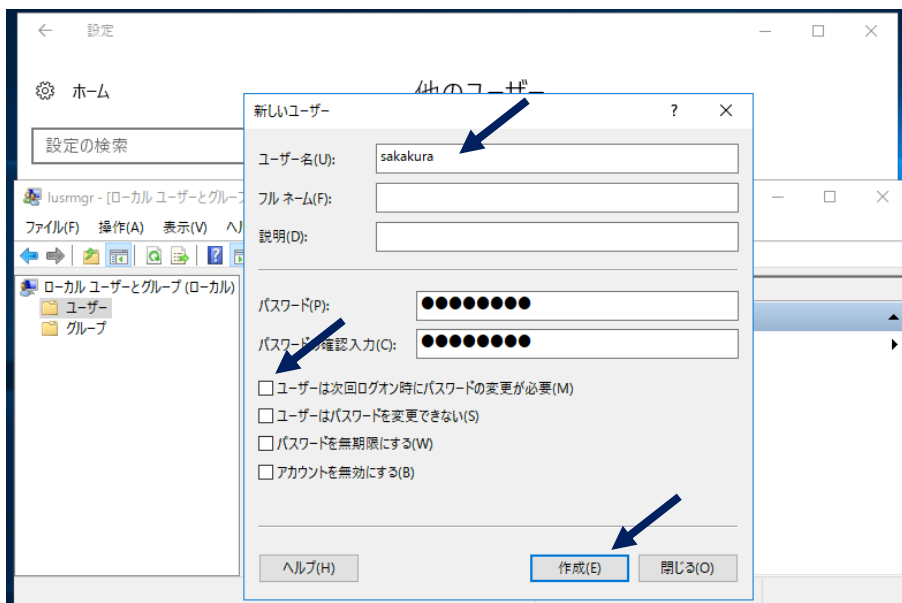 設定
ホーム
他のユーザー
設定の検索
新しいユーザー
ユーザー名(U):
sakakura
フル ネーム(F):
説明(D):
lusrmgr - [ローカル ユーザーとグループ
ファイル(F) 操作(A) 表示(V)
ローカル ユーザーとグループ (ローカル)
ユーザー
グループ
パスワード(P):
●●●●●●●●
パスワードの確認入力(C):
●●●●●●●●
ユーザーは次回ログオン時にパスワードの変更が必要(M)
ユーザーはパスワードを変更できない(S)
パスワードを無期限にする(W)
アカウントを無効にする(B)
ヘルプ(H)
作成(E)
閉じる(O)